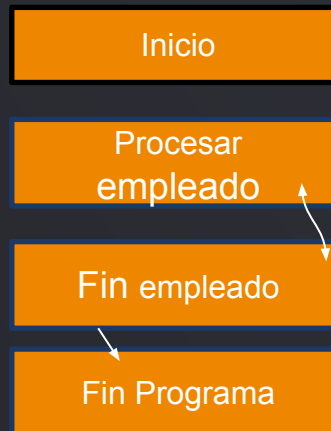 Inicio
Procesar
empleado
Fin empleado
Fin Programa